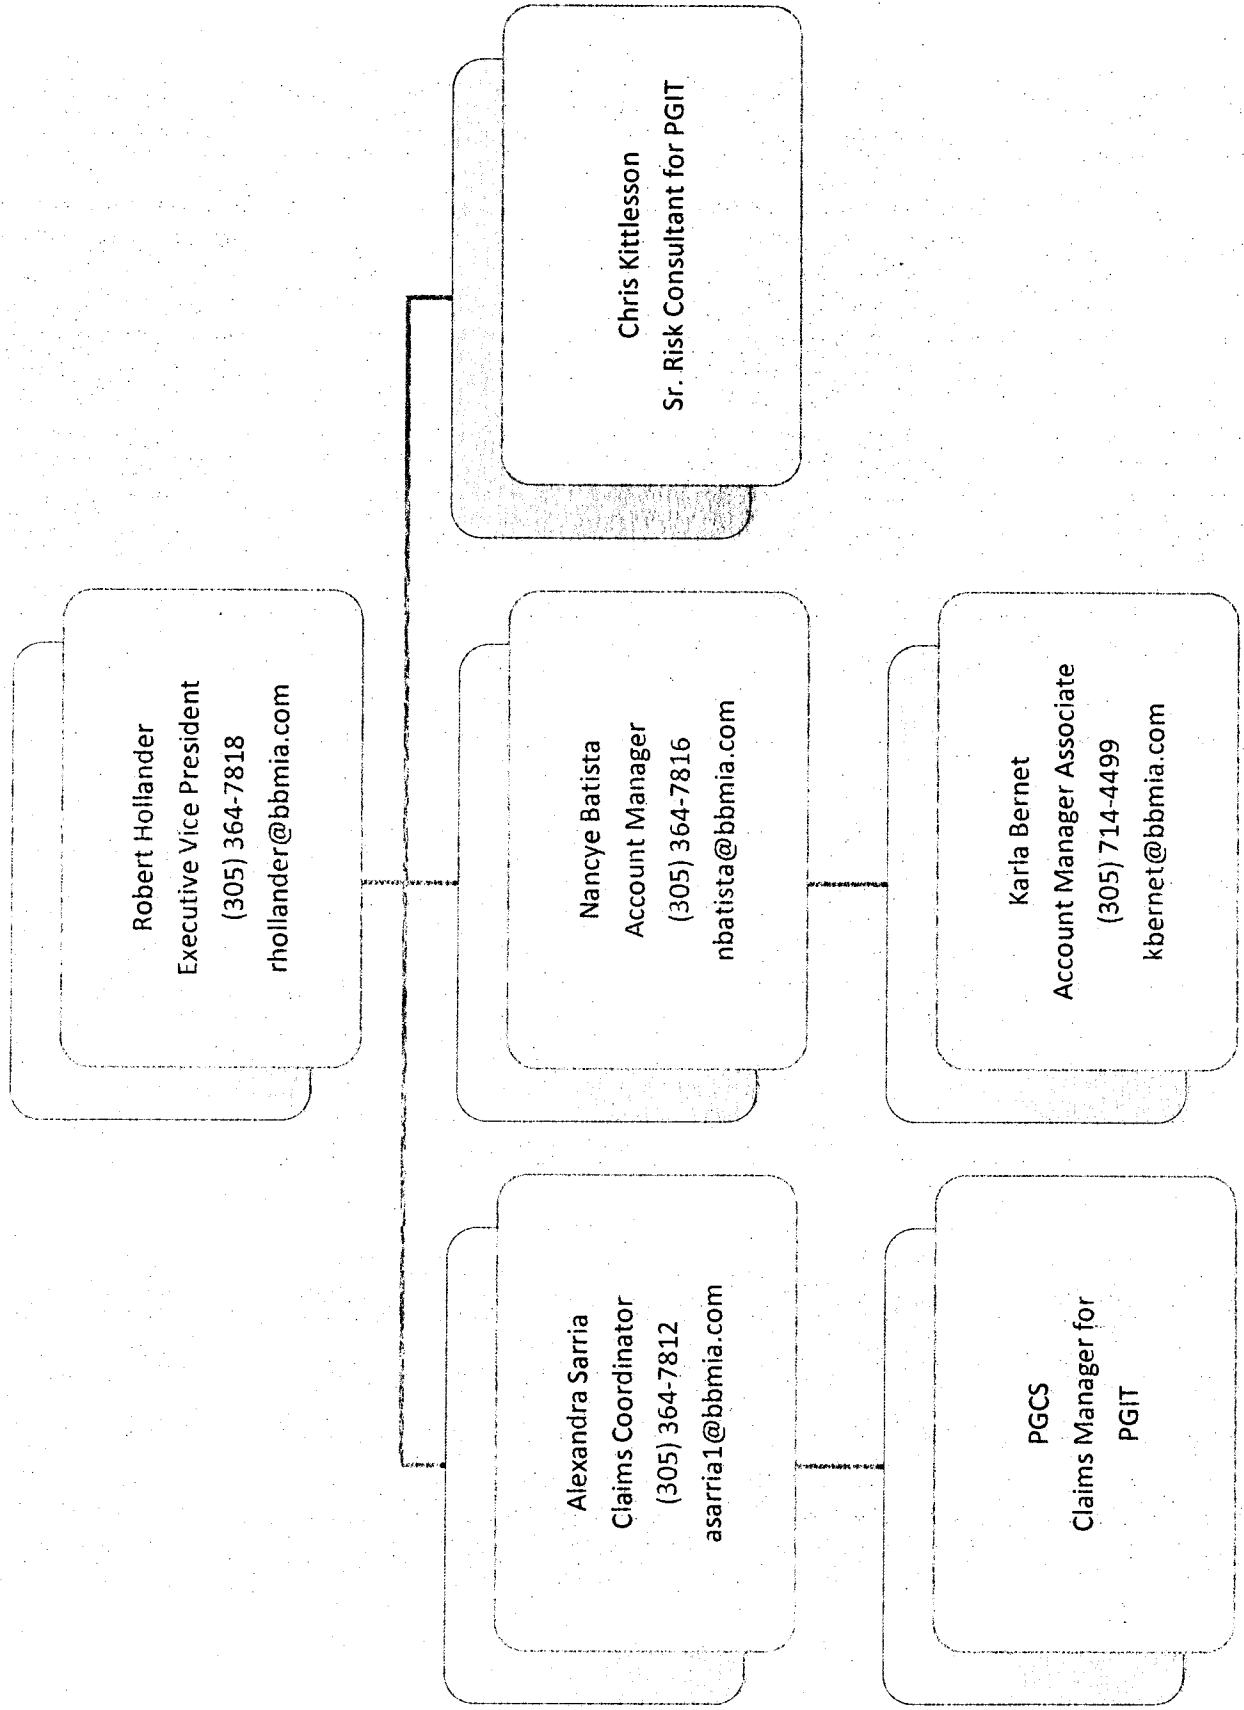 Robert Hollander
Executive Vice President
(305) 364-7818
rhollander@bbmia.com
Alexandra Sarria
Claims Coordinator
(305) 364-7812
asarria1@bbmia.com
Nancye Batista
Account Manager
(305) 364-7816
nbatista@bbmia.com
Chris Kittlesson
Sr. Risk Consultant for PGIT
PGCS
Claims Manager for
PGIT
Karla Bernet
Account Manager Associate
(305) 714-4499
kbernet@bbmia.com